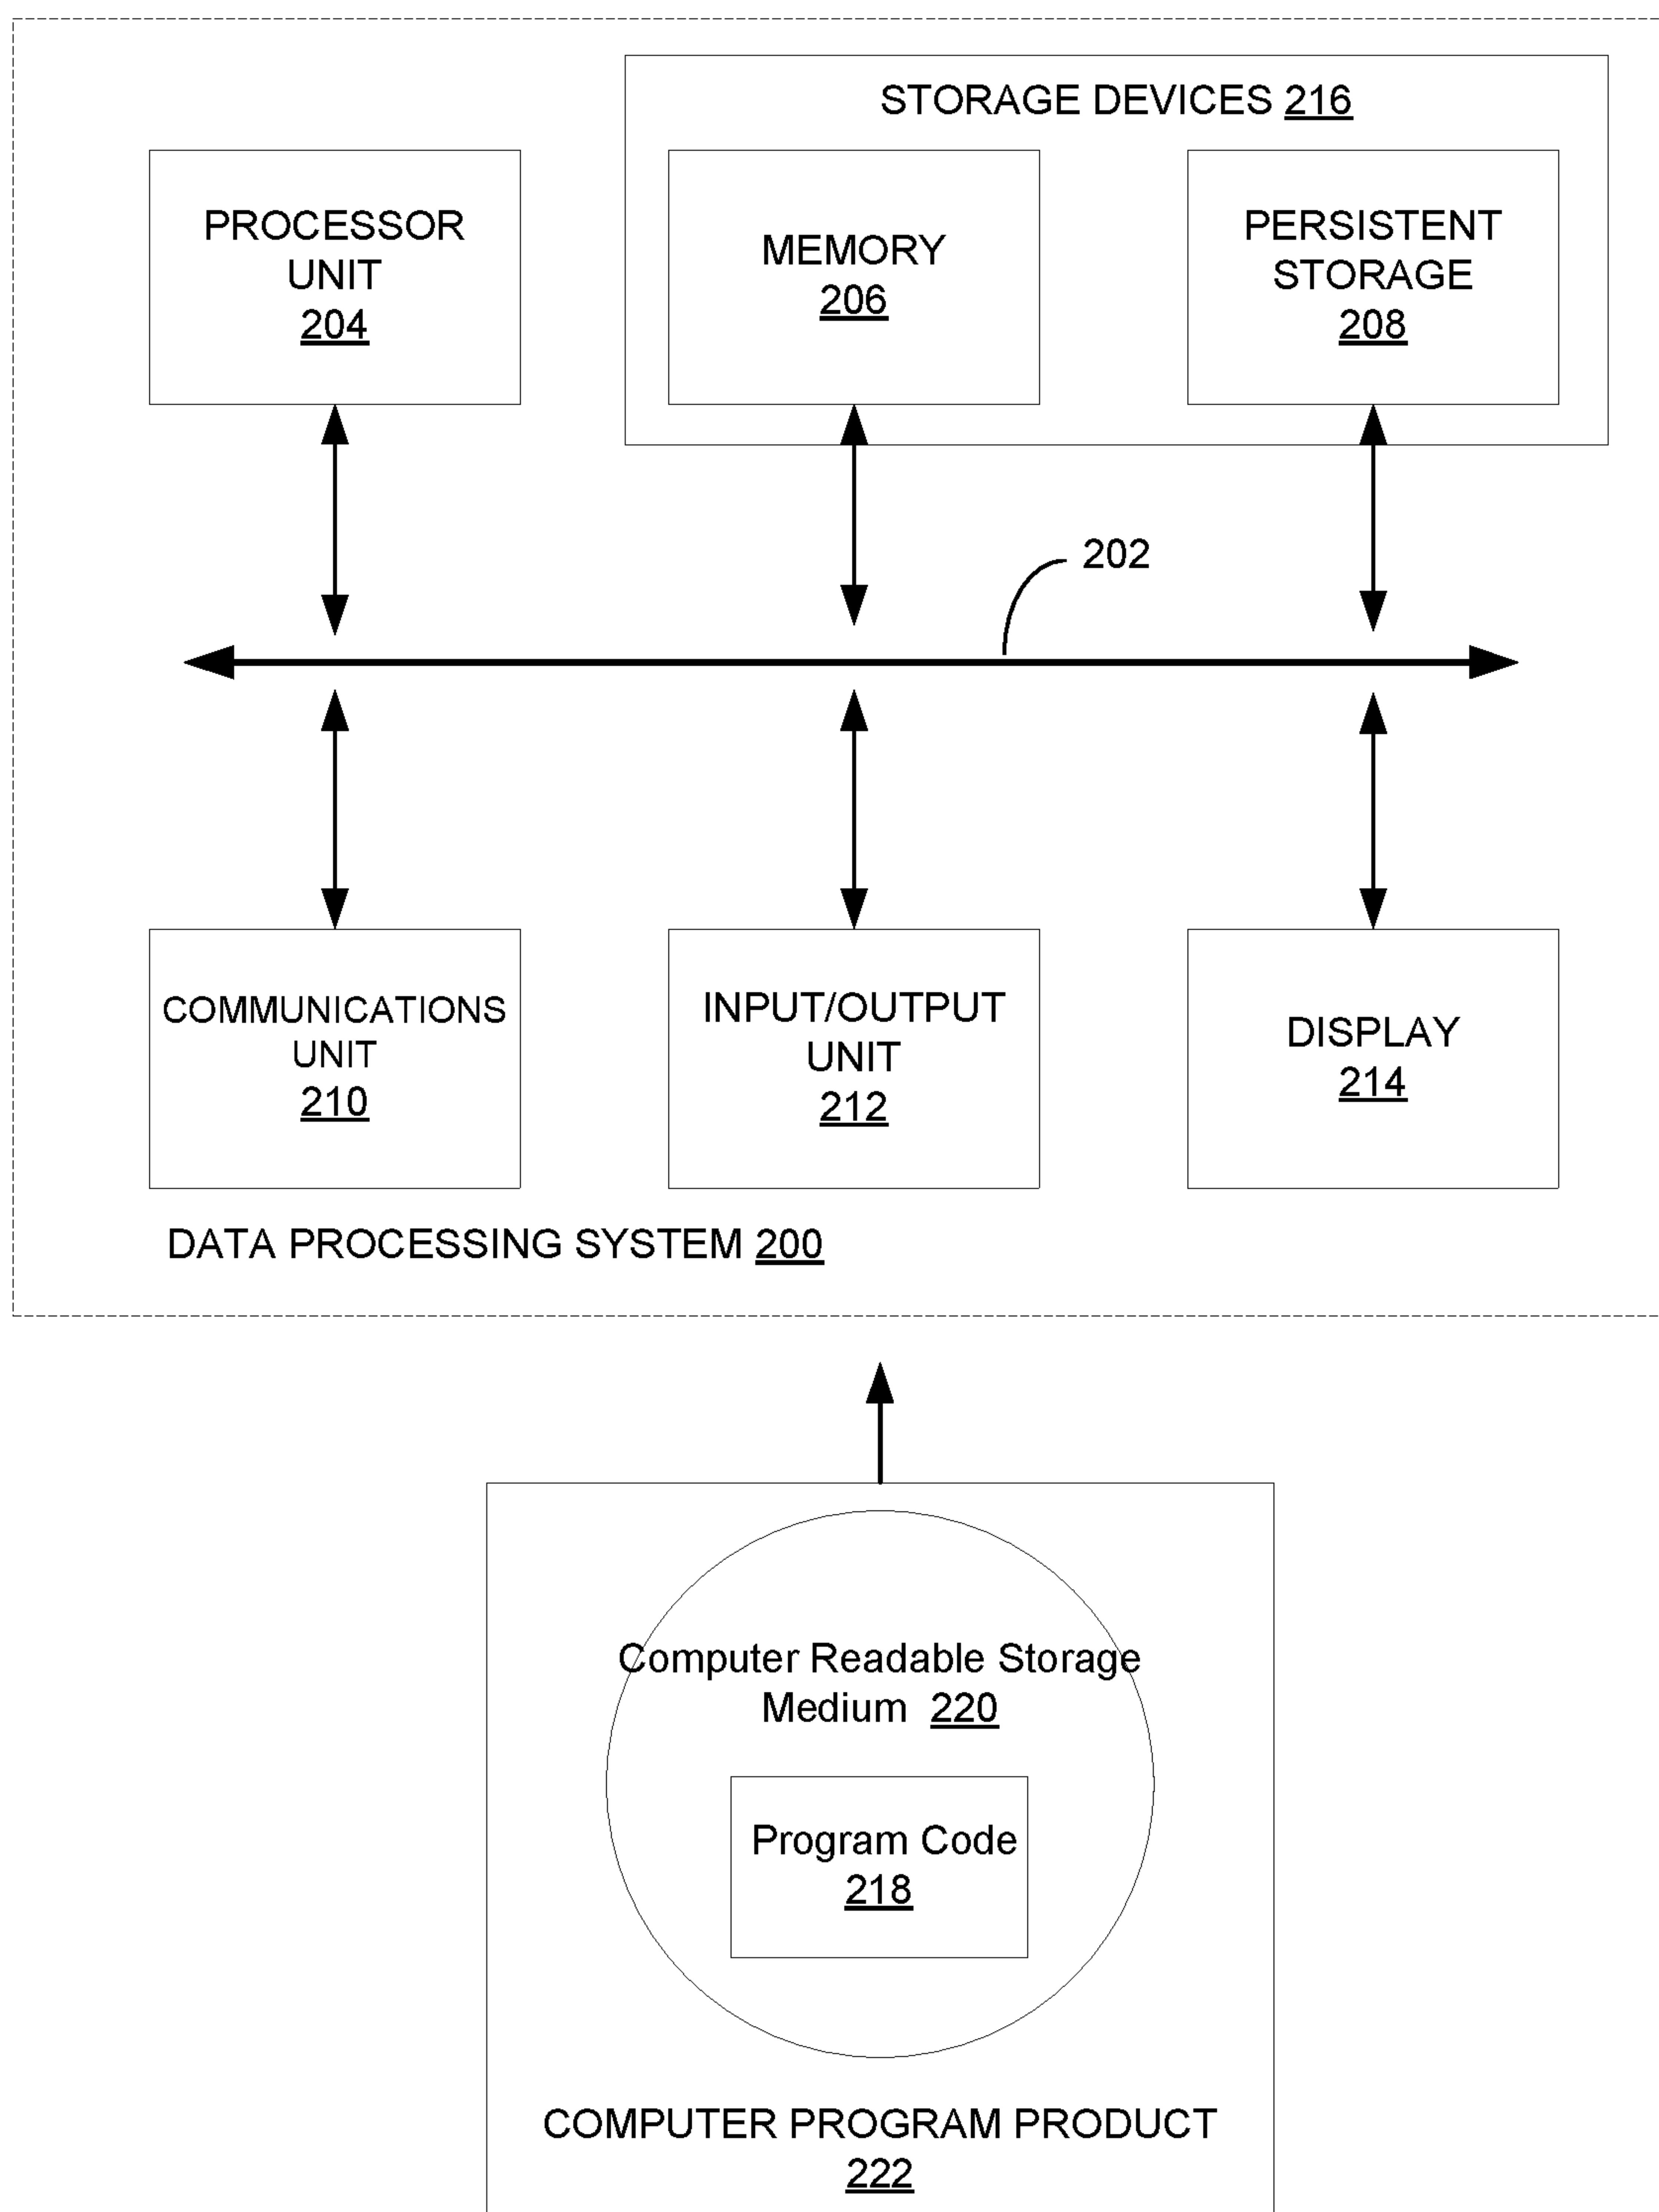 STORAGE DEVICES 216
PROCESSOR
UNIT
204
MEMORY
206
PERSISTENT
STORAGE
208
202
COMMUNICATIONS
UNIT
210
INPUT/OUTPUT
UNIT
212
DISPLAY
214
DATA PROCESSING SYSTEM 200
Computer Readable Storage
Medium 220
Program Code
218
COMPUTER PROGRAM PRODUCT
222